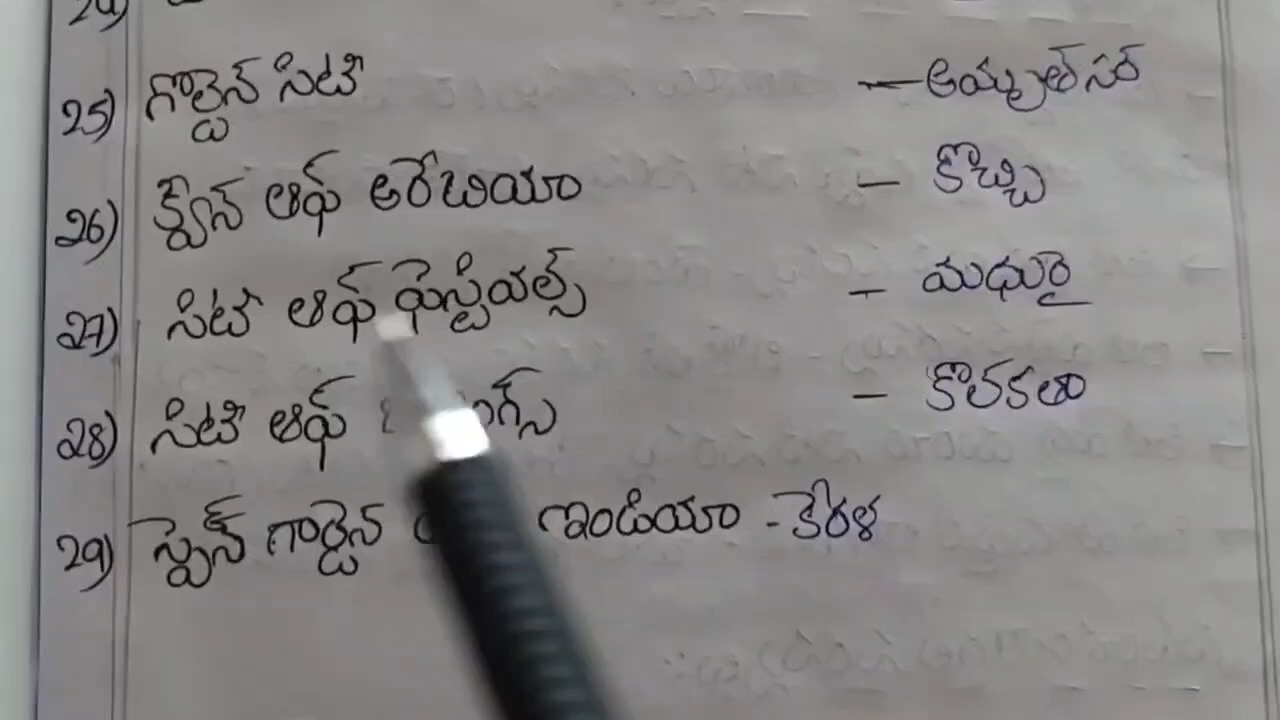 25) గోల్డెన్ సిటీ — అమృత్‌సర్
26) క్వీన్ ఆఫ్ అరేబియా - కొచ్చి
27) సిటీ ఆఫ్ ఫెస్టివల్స్ - మధురై
28) సిటీ ఆఫ్ - కొలకతా
29) స్పైస్ గార్డెన్ ఇండియా - కేరళ